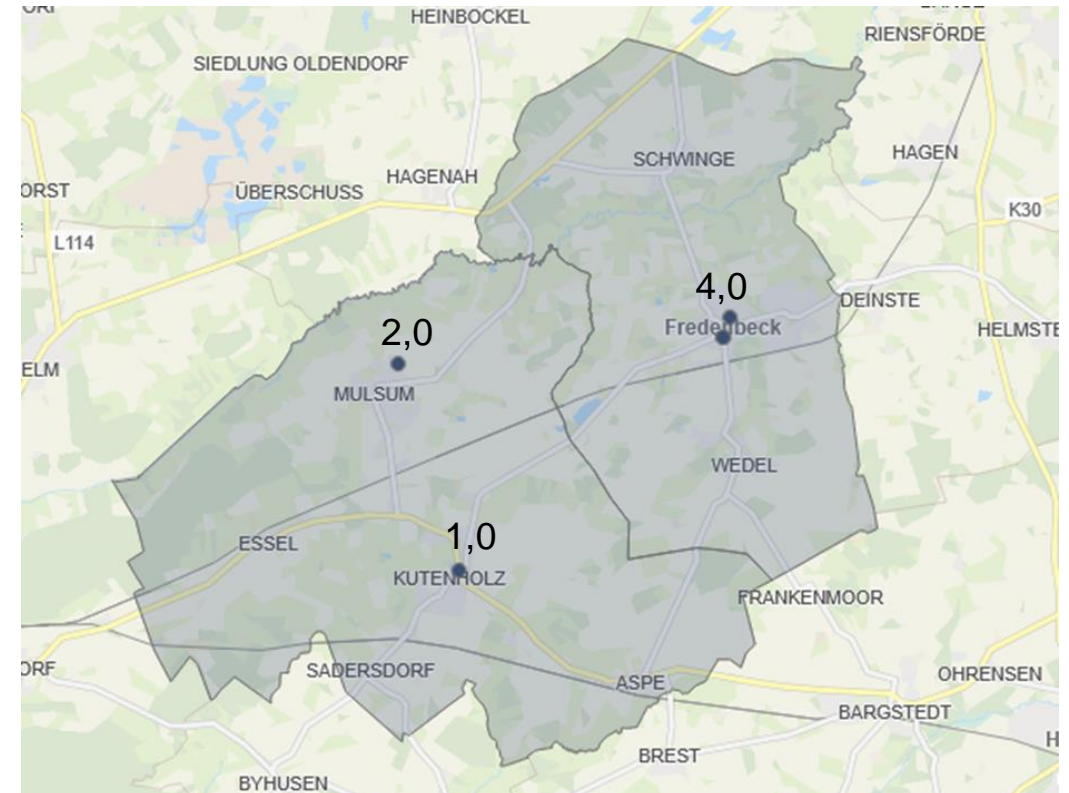 HEINBOCKEL
RIENSFÖRDE
SIEDLUNG OLDENDORF
HAGEN
SCHWINGE
HAGENAH
ÜBERSCHUSS
ORST
K30
L114
4,0
DEINSTE
Fredenbeck
HELMSTE
2,0
ELM
MULSUM
WEDEL
1,0
ESSEL
KUTENHOLZ
FRANKENMOOR
ORF
SADERSDORF
OHRENSEN
ASPE
BARGSTEDT
H
BREST
BYHUSEN